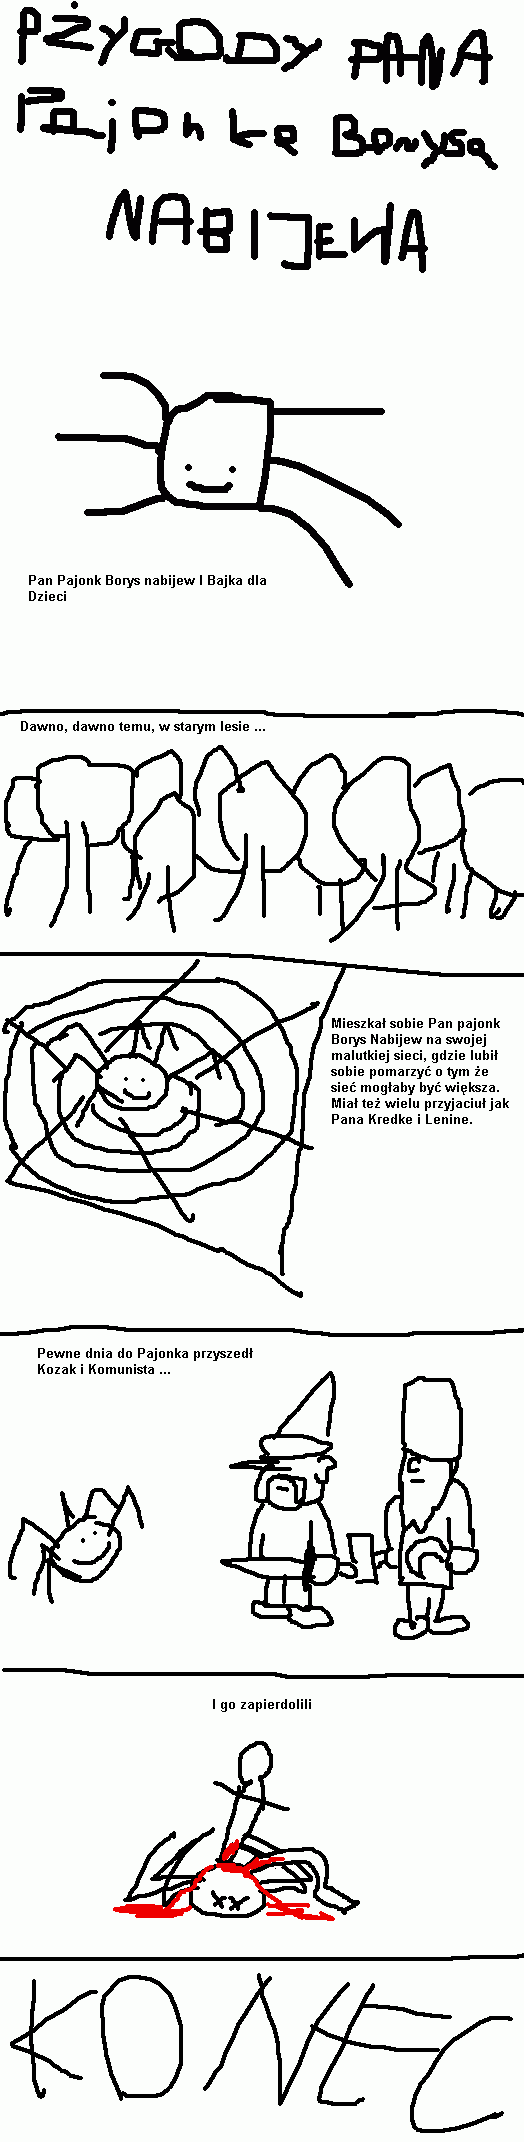 PŻYGODY PANA
Pająnka Borysa
NABIJEWA
Pan Pajonk Borys nabijew I Bajka dla
Dzieci
Dawno, dawno temu, w starym lesie ...
Mieszkał sobie Pan pajonk
Borys Nabijew na swojej
malutkiej sieci, gdzie lubił
sobie pomarzyć o tym że
sieć mogłaby być większa.
Miał też wielu przyjaciuł jak
Pana Kredke i Lenine.
Pewne dnia do Pajonka przyszedł
Kozak i Komunista ...
I go zapierdolili
KONEC